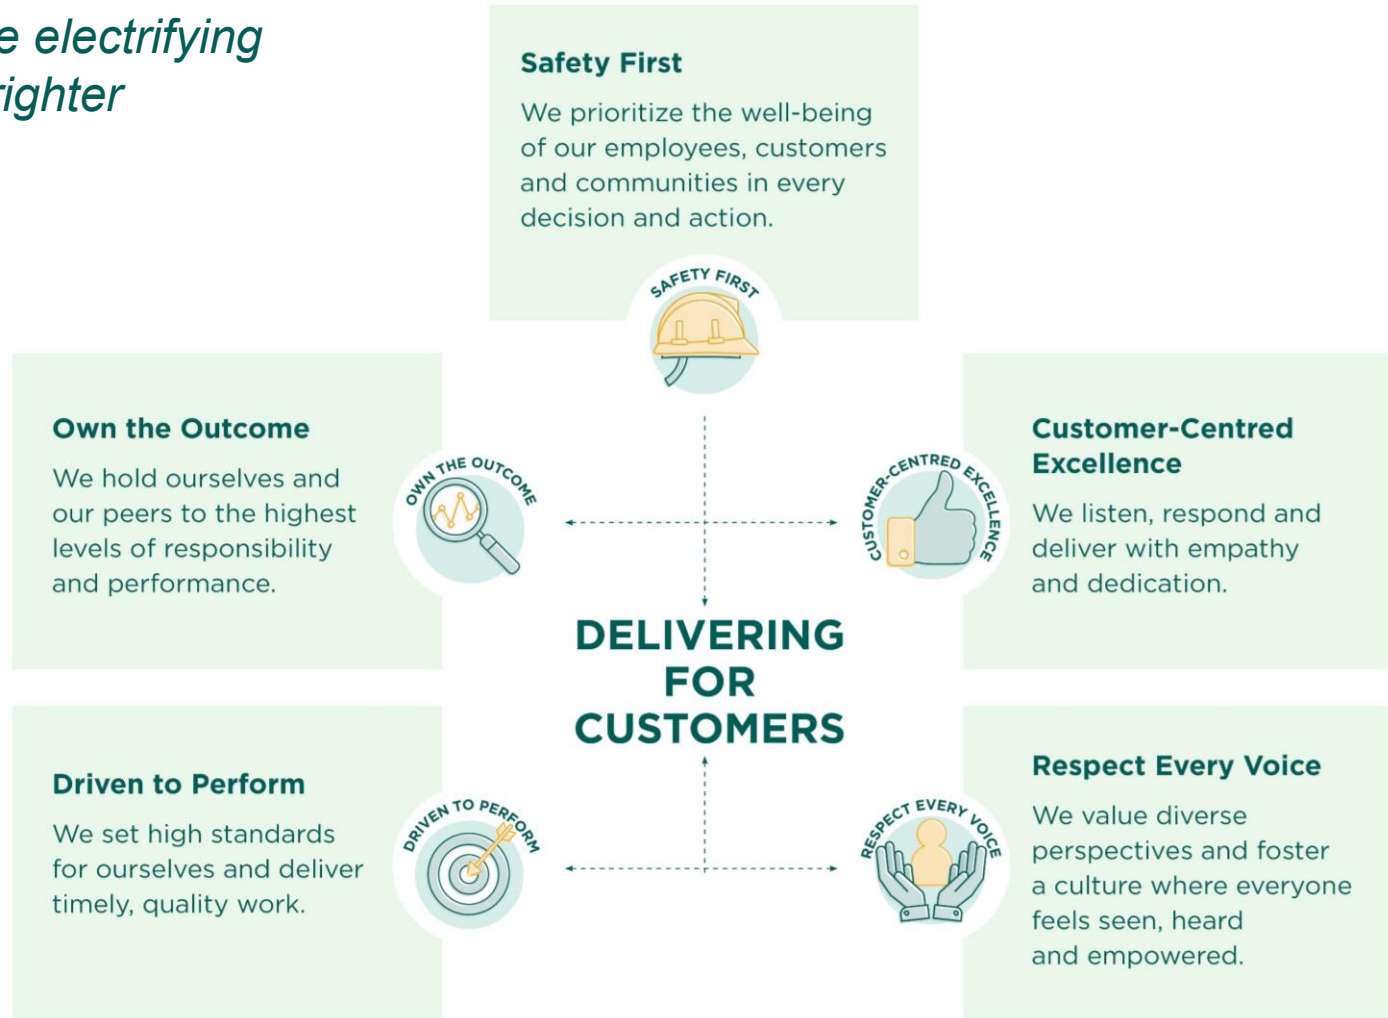 e electrifying
righter
Safety First
We prioritize the well-being
of our employees, customers
and communities in every
decision and action.
SAFETY FIRST
Own the Outcome
We hold ourselves and
our peers to the highest
levels of responsibility
and performance.
OWN THE OUTCOME
CUSTOMER-CENTRED EXCELLENCE
Customer-Centred
Excellence
We listen, respond and
deliver with empathy
and dedication.
DELIVERING
FOR
CUSTOMERS
Driven to Perform
We set high standards
for ourselves and deliver
timely, quality work.
DRIVEN TO PERFORM
RESPECT EVERY VOICE
Respect Every Voice
We value diverse
perspectives and foster
a culture where everyone
feels seen, heard
and empowered.